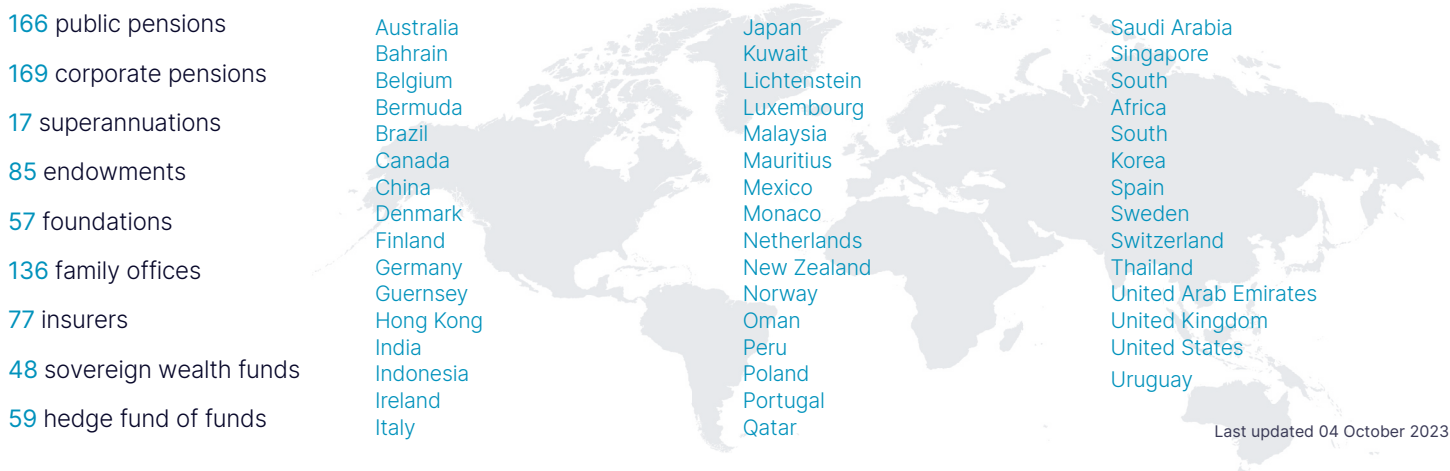 166 public pensions
169 corporate pensions
17 superannuations
85 endowments
57 foundations
136 family offices
77 insurers
48 sovereign wealth funds
59 hedge fund of funds
Australia
Bahrain
Belgium
Bermuda
Brazil
Canada
China
Denmark
Finland
Germany
Guernsey
Hong Kong
India
Indonesia
Ireland
Italy
Japan
Kuwait
Lichtenstein
Luxembourg
Malaysia
Mauritius
Mexico
Monaco
Netherlands
New Zealand
Norway
Oman
Peru
Poland
Portugal
Qatar
Saudi Arabia
Singapore
South
Africa
South
Korea
Spain
Sweden
Switzerland
Thailand
United Arab Emirates
United Kingdom
United States
Uruguay
Last updated 04 October 2023